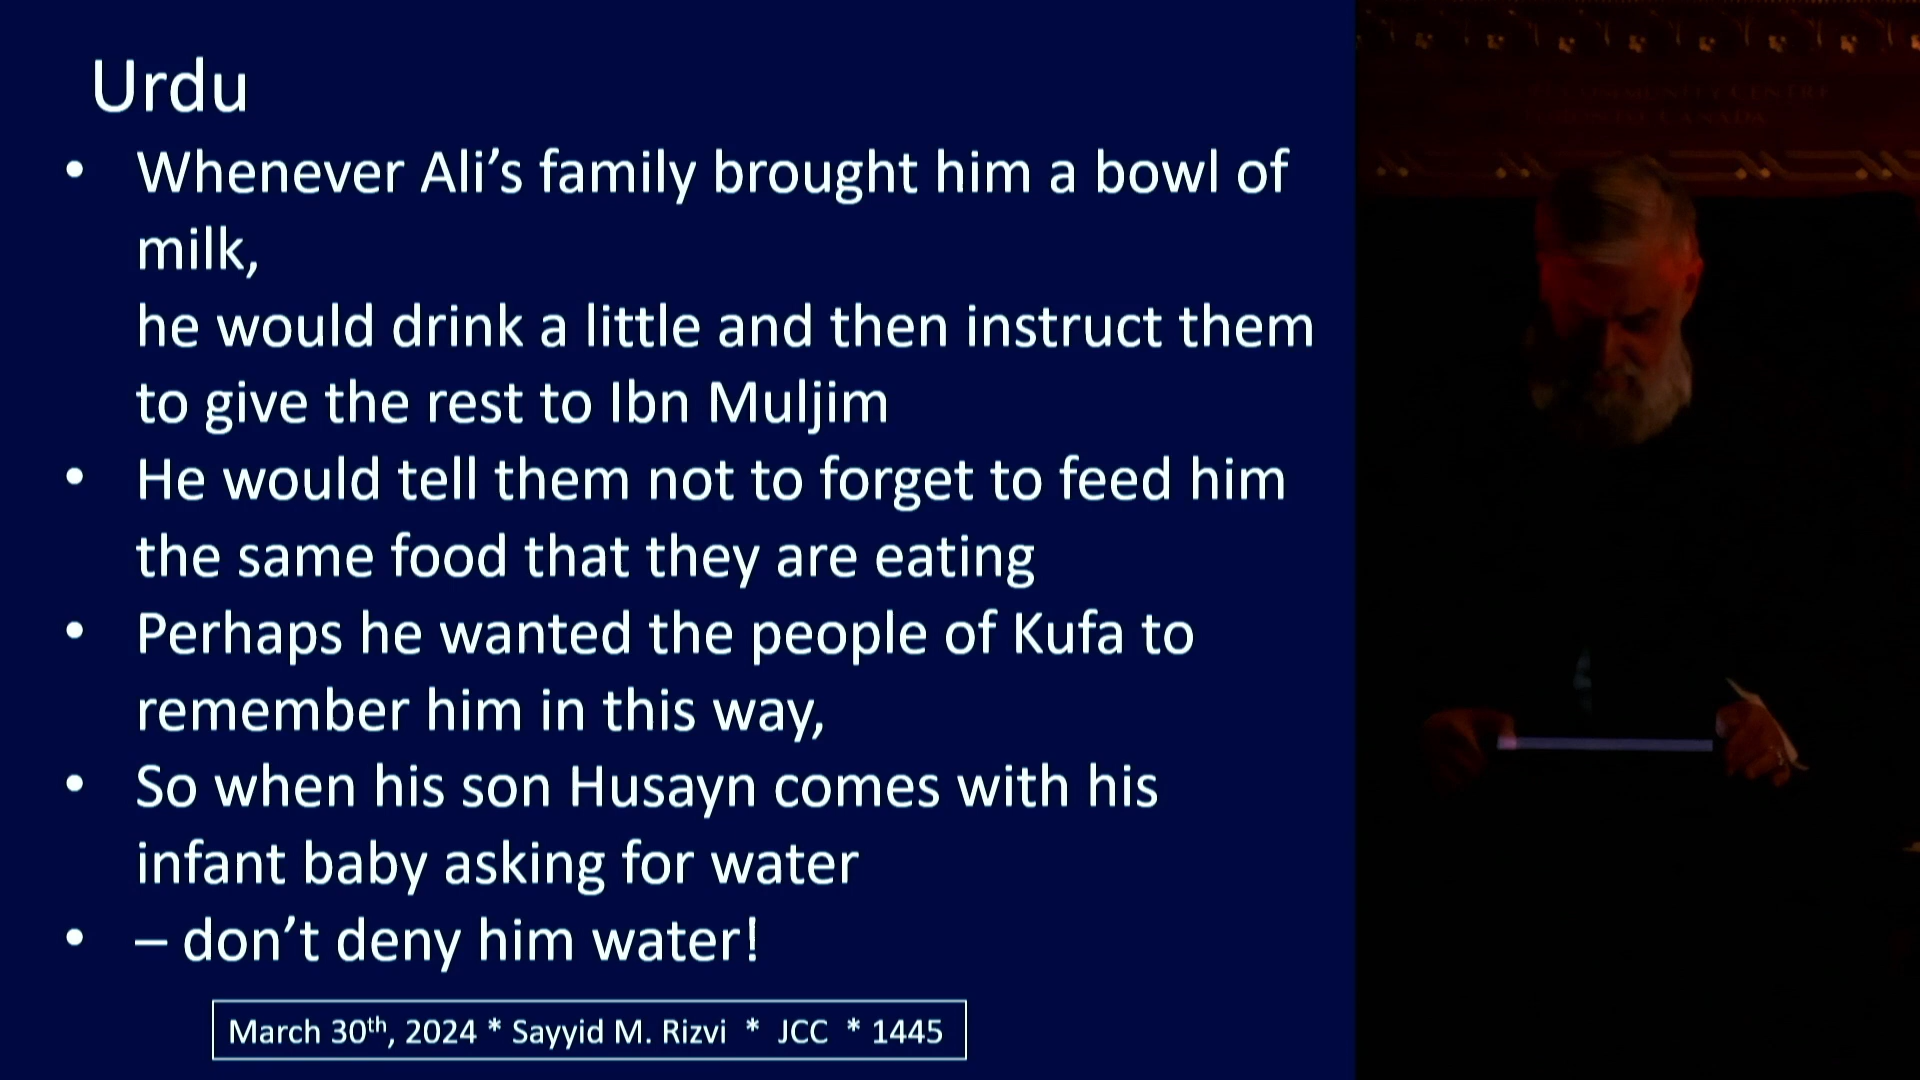 Urdu
• Whenever Ali’s family brought him a bowl of
milk,
he would drink a little and then instruct them
to give the rest to Ibn Muljim
• He would tell them not to forget to feed him
the same food that they are eating
• Perhaps he wanted the people of Kufa to
remember him in this way,
• So when his son Husayn comes with his
infant baby asking for water
• – don’t deny him water!
March 30th, 2024 * Sayyid M. Rizvi * JCC * 1445
COMMUNITY CENTRE
CANADA